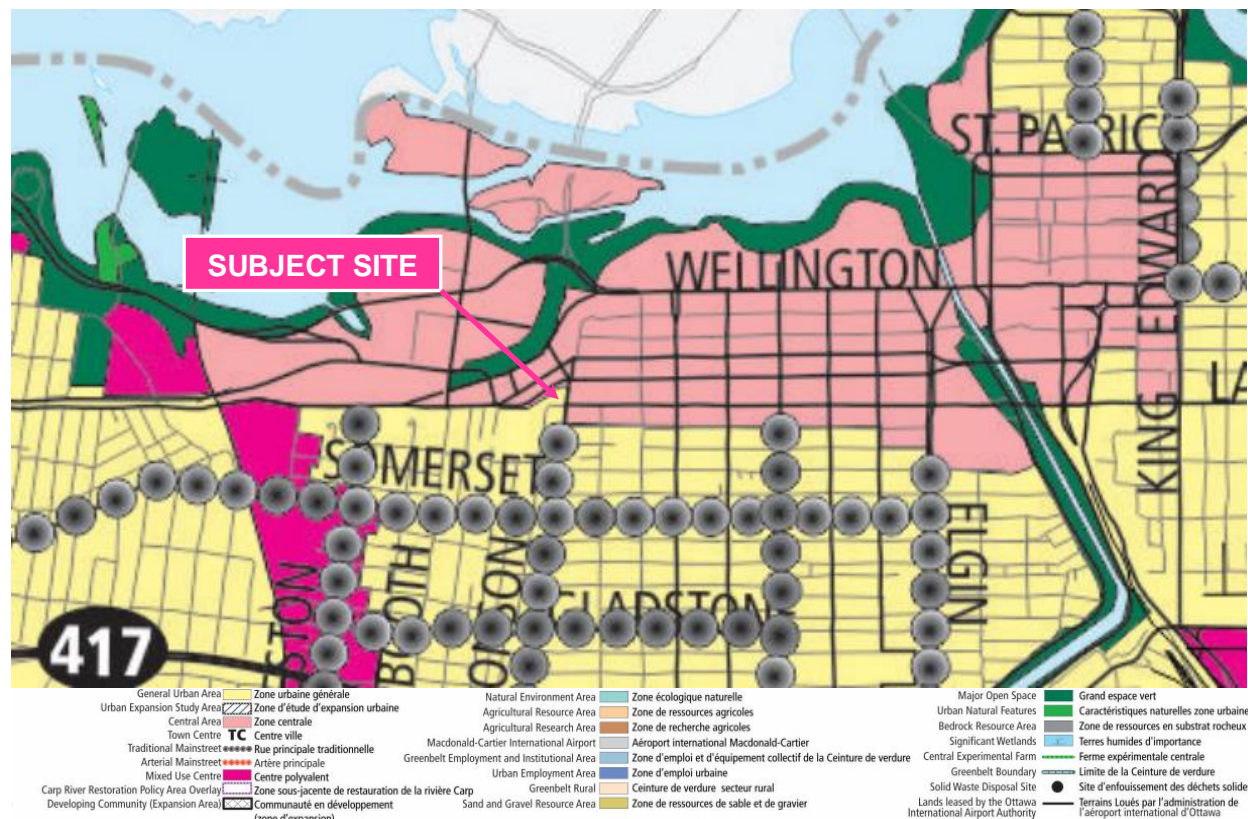 ST. PATRIC
KING EDWARD
WELLINGTON
SUBJECT SITE
LA
SOMERSET
ELGIN
BOOTH
GLADSTON
417
General Urban Area Zone urbaine générale
Urban Expansion Study Area Zone d'étude d'expansion urbaine
Central Area Zone centrale
Town Centre TC Centre ville
Traditional Mainstreet Rue principale traditionnelle
Arterial Mainstreet Artère principale
Mixed Use Centre Centre polyvalent
Carp River Restoration Policy Area Overlay Zone sous-jacente de restauration de la rivière Carp
Developing Community (Expansion Area) Communauté en développement
(zone d'expansion)
Natural Environment Area Zone écologique naturelle
Agricultural Resource Area Zone de ressources agricoles
Agricultural Research Area Zone de recherche agricoles
Macdonald-Cartier International Airport Aéroport international Macdonald-Cartier
Greenbelt Employment and Institutional Area Zone d'emploi et d'équipement collectif de la Ceinture de verdure
Urban Employment Area Zone d'emploi urbaine
Greenbelt Rural Ceinture de verdure secteur rural
Sand and Gravel Resource Area Zone de ressources de sable et de gravier
Major Open Space Grand espace vert
Urban Natural Features Caractéristiques naturelles zone urbaine
Bedrock Resource Area Zone de ressources en substrat rocheux
Significant Wetlands Terres humides d'importance
Central Experimental Farm Ferme expérimentale centrale
Greenbelt Boundary Limite de la Ceinture de verdure
Solid Waste Disposal Site Site d'enfouissement des déchets solide
Lands leased by the Ottawa Terrains Loués par l'administration de
International Airport Authority l'aéroport international d'Ottawa